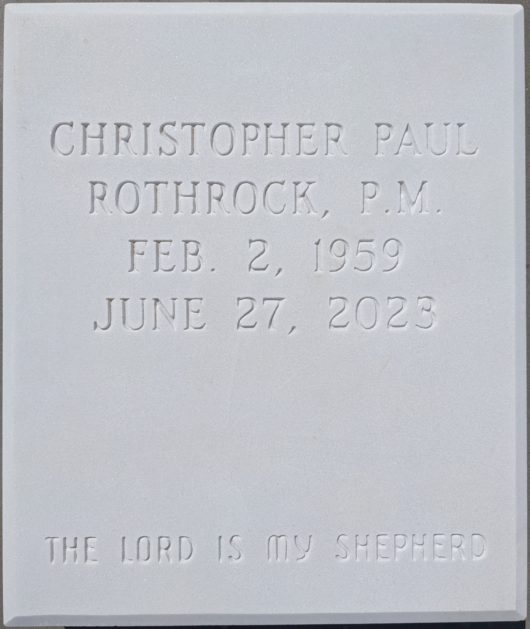 CHRISTOPHER PAUL
ROTHROCK, P.M.
FEB. 2, 1959
JUNE 27, 2023
THE LORD IS MY SHEPHERD